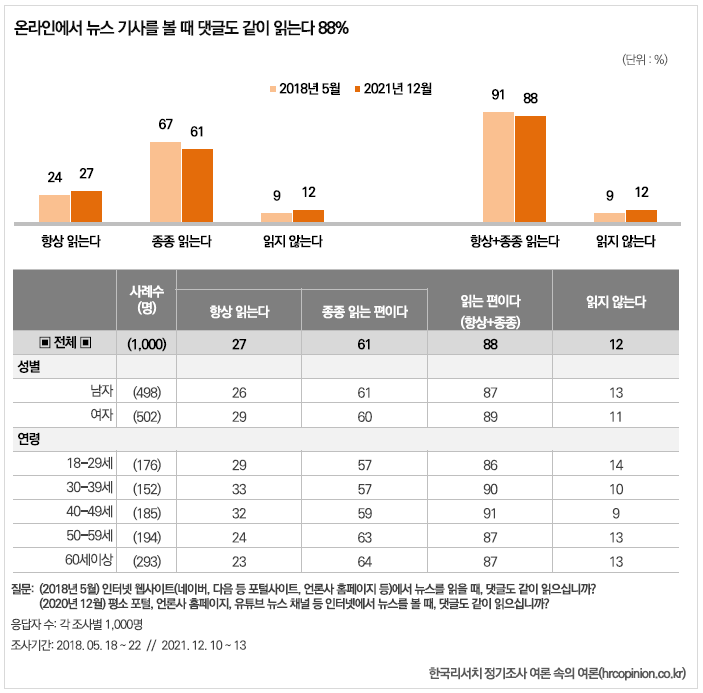 온라인에서 뉴스 기사를 볼 때 댓글도 같이 읽는다 88%
(단위 : %)
2018년 5월 2021년 12월
24 27 67 61 9 12 91 88 9 12
항상 읽는다 종종 읽는다 읽지 않는다 항상+종종 읽는다 읽지 않는다
사례수 (명) 항상 읽는다 종종 읽는 편이다 읽는 편이다 (항상+종종) 읽지 않는다
▣ 전체 ▣ (1,000) 27 61 88 12
성별
남자 (498) 26 61 87 13
여자 (502) 29 60 89 11
연령
18-29세 (176) 29 57 86 14
30-39세 (152) 33 57 90 10
40-49세 (185) 32 59 91 9
50-59세 (194) 24 63 87 13
60세이상 (293) 23 64 87 13
질문: (2018년 5월) 인터넷 웹사이트(네이버, 다음 등 포털사이트, 언론사 홈페이지 등)에서 뉴스를 읽을 때, 댓글도 같이 읽으십니까?
(2020년 12월) 평소 포털, 언론사 홈페이지, 유튜브 뉴스 채널 등 인터넷에서 뉴스를 볼 때, 댓글도 같이 읽으십니까?
응답자 수: 각 조사별 1,000명
조사기간: 2018. 05. 18 ~ 22 // 2021. 12. 10 ~ 13
한국리서치 정기조사 여론 속의 여론(hrcopinion.co.kr)